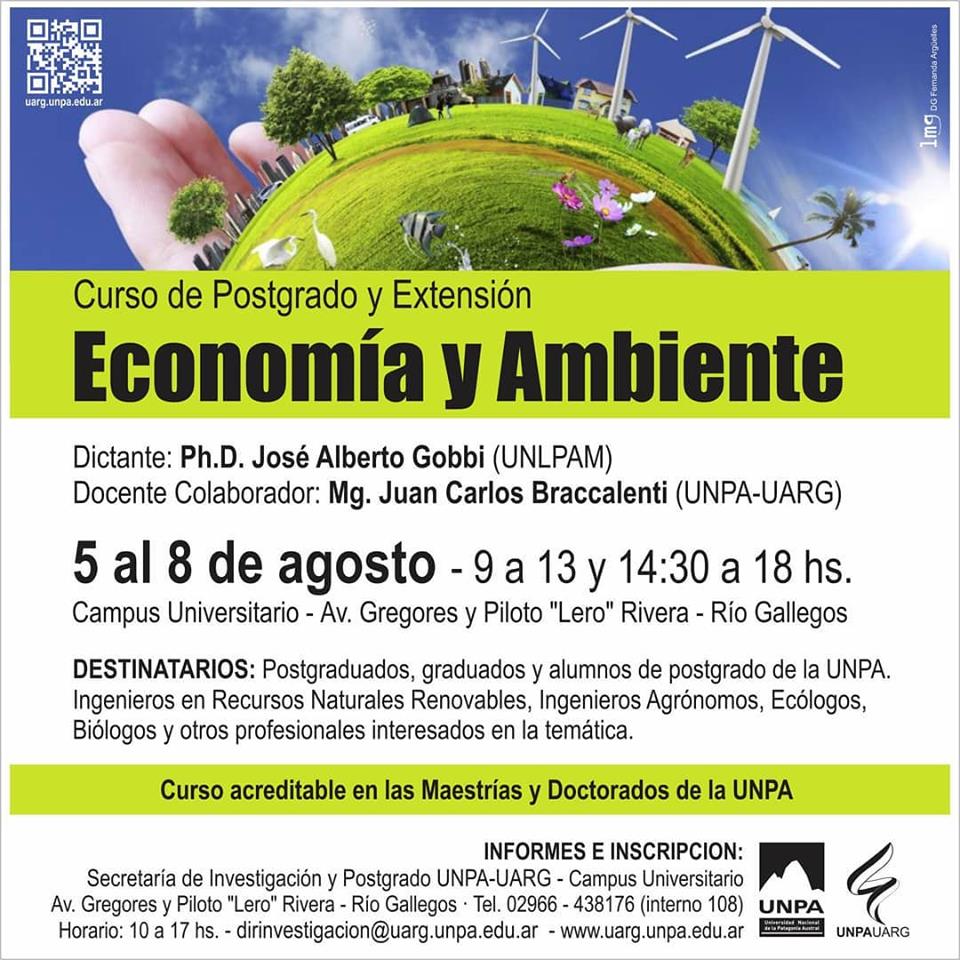 uarg.unpa.edu.ar
lmg DG Fernanda Argüelles
Curso de Postgrado y Extensión
Economía y Ambiente
Dictante: Ph.D. José Alberto Gobbi (UNLPAM)
Docente Colaborador: Mg. Juan Carlos Braccalenti (UNPA-UARG)
5 al 8 de agosto - 9 a 13 y 14:30 a 18 hs.
Campus Universitario - Av. Gregores y Piloto "Lero" Rivera - Río Gallegos
DESTINATARIOS: Postgraduados, graduados y alumnos de postgrado de la UNPA.
Ingenieros en Recursos Naturales Renovables, Ingenieros Agrónomos, Ecólogos,
Biólogos y otros profesionales interesados en la temática.
Curso acreditable en las Maestrías y Doctorados de la UNPA
INFORMES E INSCRIPCION:
Secretaría de Investigación y Postgrado UNPA-UARG - Campus Universitario
Av. Gregores y Piloto "Lero" Rivera - Río Gallegos · Tel. 02966 - 438176 (interno 108)
Horario: 10 a 17 hs. - dirinvestigacion@uarg.unpa.edu.ar - www.uarg.unpa.edu.ar
UNPA
Universidad Nacional
de la Patagonia Austral
UNPAUARG